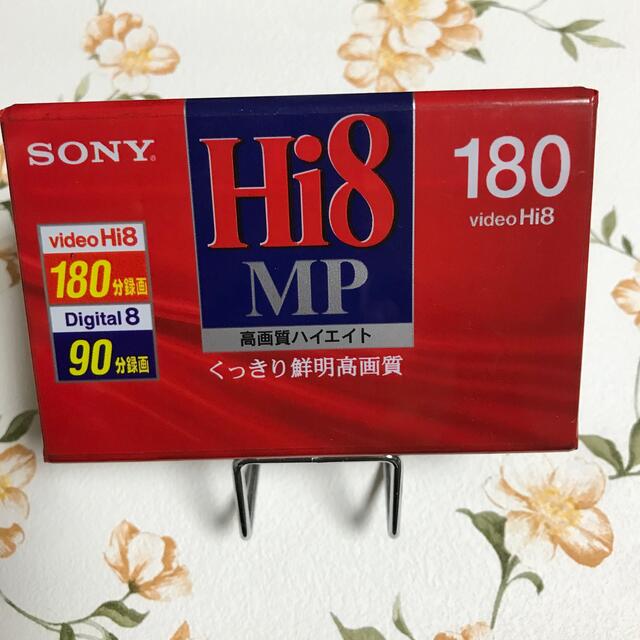 SONY
Hi8
MP
高画質ハイエイト
くっきり鮮明高画質
180
video Hi8
video Hi8
180分録画
Digital 8
90分録画